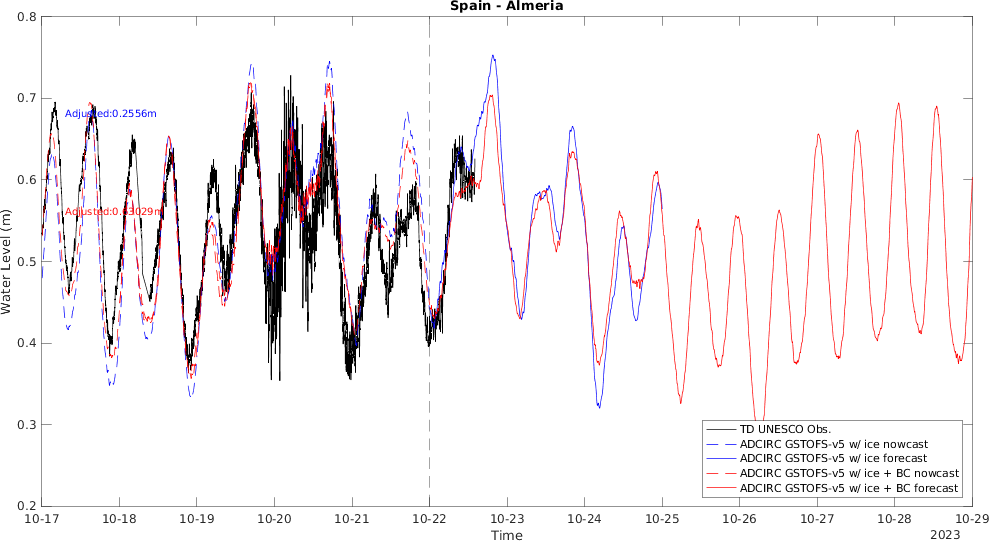 Spain - Almeria
0.8
0.7
0.6
0.5
0.4
0.3
0.2
Water Level (m)
Adjusted:0.2556m
Adjusted:0.63029m
TD UNESCO Obs.
ADCIRC GSTOFS-v5 w/ ice nowcast
ADCIRC GSTOFS-v5 w/ ice forecast
ADCIRC GSTOFS-v5 w/ ice + BC nowcast
ADCIRC GSTOFS-v5 w/ ice + BC forecast
10-17 10-18 10-19 10-20 10-21 10-22 10-23 10-24 10-25 10-26 10-27 10-28 10-29
Time
2023